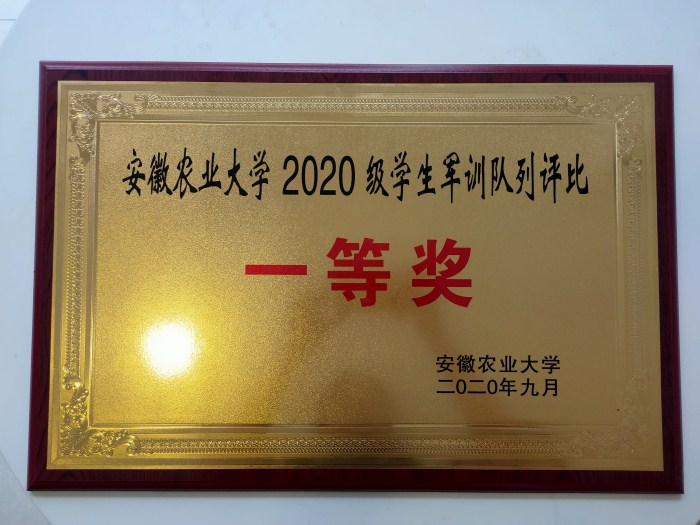 安徽农业大学 2020 级学生军训队列评比
一等奖
安徽农业大学
二〇二〇年九月